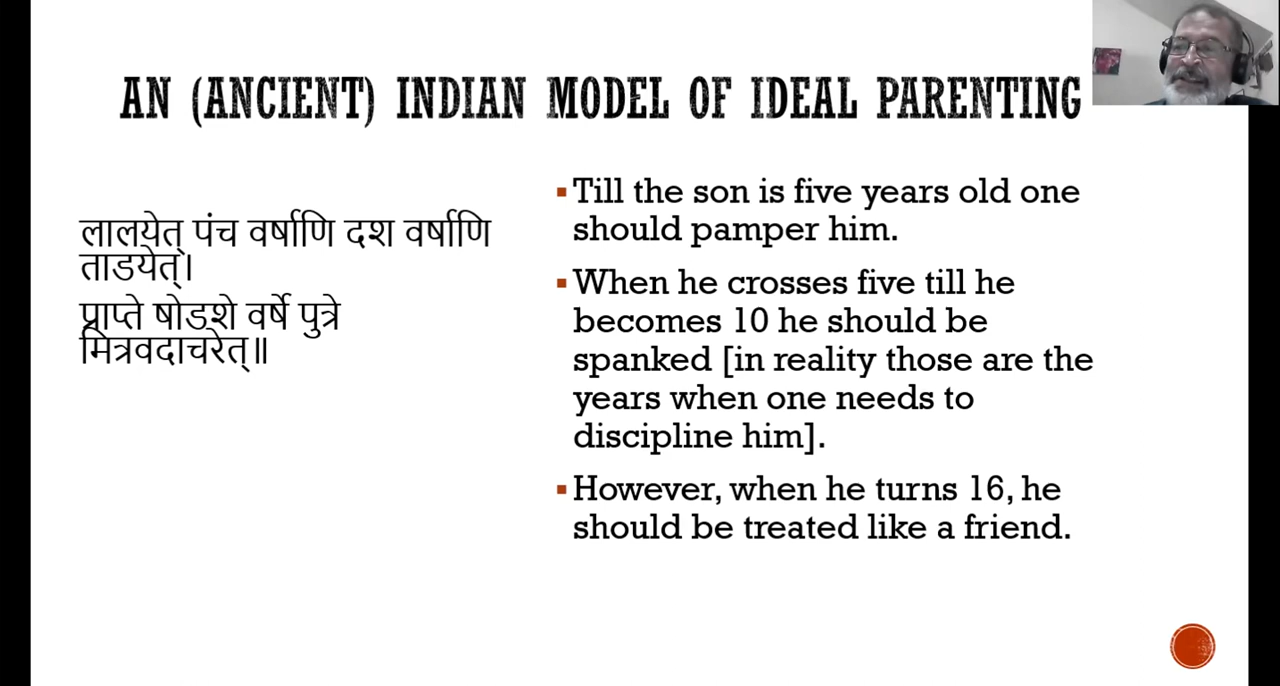 AN (ANCIENT) INDIAN MODEL OF IDEAL PARENTING
लालयेत् पंच वर्षाणि दश वर्षाणि
ताडयेत्।
प्राप्ते षोडशे वर्षे पुत्रे
मित्रवदाचरेत्॥
▪Till the son is five years old one
should pamper him.
▪When he crosses five till he
becomes 10 he should be
spanked [in reality those are the
years when one needs to
discipline him].
▪However, when he turns 16, he
should be treated like a friend.